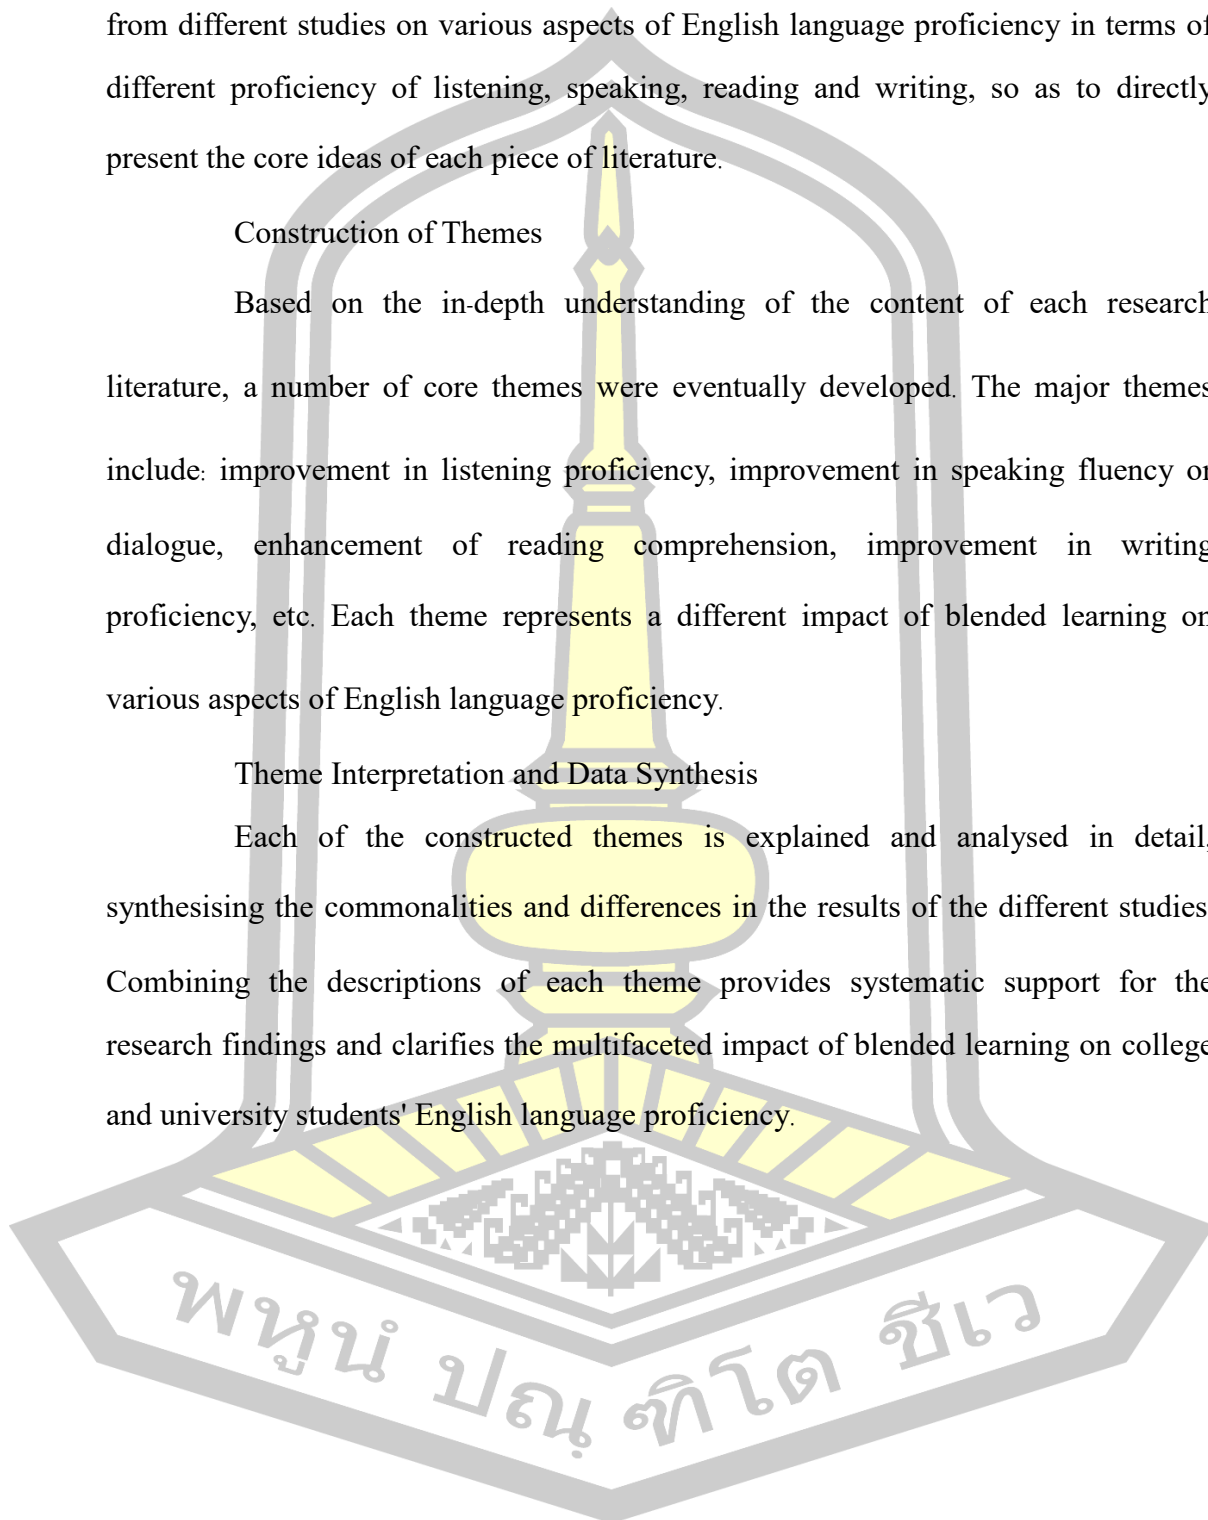 from different studies on various aspects of English language proficiency in terms of
different proficiency of listening, speaking, reading and writing, so as to directly
present the core ideas of each piece of literature.
Construction of Themes
Based on the in-depth understanding of the content of each research
literature, a number of core themes were eventually developed. The major themes
include: improvement in listening proficiency, improvement in speaking fluency or
dialogue, enhancement of reading comprehension, improvement in writing
proficiency, etc. Each theme represents a different impact of blended learning on
various aspects of English language proficiency.
Theme Interpretation and Data Synthesis
Each of the constructed themes is explained and analysed in detail,
synthesising the commonalities and differences in the results of the different studies
Combining the descriptions of each theme provides systematic support for the
research findings and clarifies the multifaceted impact of blended learning on college
and university students' English language proficiency.
พหูนํ ปณฺฑิโต ชีเว